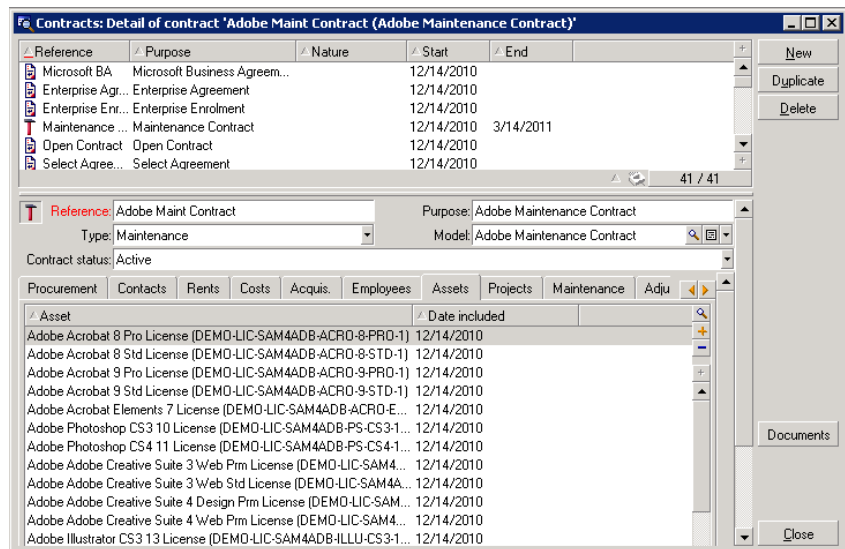 Contracts: Detail of contract 'Adobe Maint Contract (Adobe Maintenance Contract)'
Reference Purpose Nature Start End
Microsoft BA Microsoft Business Agreem... 12/14/2010
Enterprise Agr... Enterprise Agreement 12/14/2010
Enterprise Enr... Enterprise Enrolment 12/14/2010
Maintenance ... Maintenance Contract 12/14/2010 3/14/2011
Open Contract Open Contract 12/14/2010
Select Agree... Select Agreement 12/14/2010
41 / 41
New
Duplicate
Delete
Reference: Adobe Maint Contract Purpose: Adobe Maintenance Contract
Type: Maintenance Model: Adobe Maintenance Contract
Contract status: Active
Procurement Contacts Rents Costs Acquis. Employees Assets Projects Maintenance Adju
Asset Date included
Adobe Acrobat 8 Pro License (DEMO-LIC-SAM4ADB-ACRO-8-PRO-1) 12/14/2010
Adobe Acrobat 8 Std License (DEMO-LIC-SAM4ADB-ACRO-8-STD-1) 12/14/2010
Adobe Acrobat 9 Pro License (DEMO-LIC-SAM4ADB-ACRO-9-PRO-1) 12/14/2010
Adobe Acrobat 9 Std License (DEMO-LIC-SAM4ADB-ACRO-9-STD-1) 12/14/2010
Adobe Acrobat Elements 7 License (DEMO-LIC-SAM4ADB-ACRO-E... 12/14/2010
Adobe Photoshop CS3 10 License (DEMO-LIC-SAM4ADB-PS-CS3-1... 12/14/2010
Adobe Photoshop CS4 11 License (DEMO-LIC-SAM4ADB-PS-CS4-1... 12/14/2010
Adobe Adobe Creative Suite 3 Web Prm License (DEMO-LIC-SAM4... 12/14/2010
Adobe Adobe Creative Suite 3 Web Std License (DEMO-LIC-SAM4A... 12/14/2010
Adobe Adobe Creative Suite 4 Design Prm License (DEMO-LIC-SAM... 12/14/2010
Adobe Adobe Creative Suite 4 Web Prm License (DEMO-LIC-SAM4... 12/14/2010
Adobe Illustrator CS3 13 License (DEMO-LIC-SAM4ADB-ILLU-CS3-1... 12/14/2010
Documents
Close